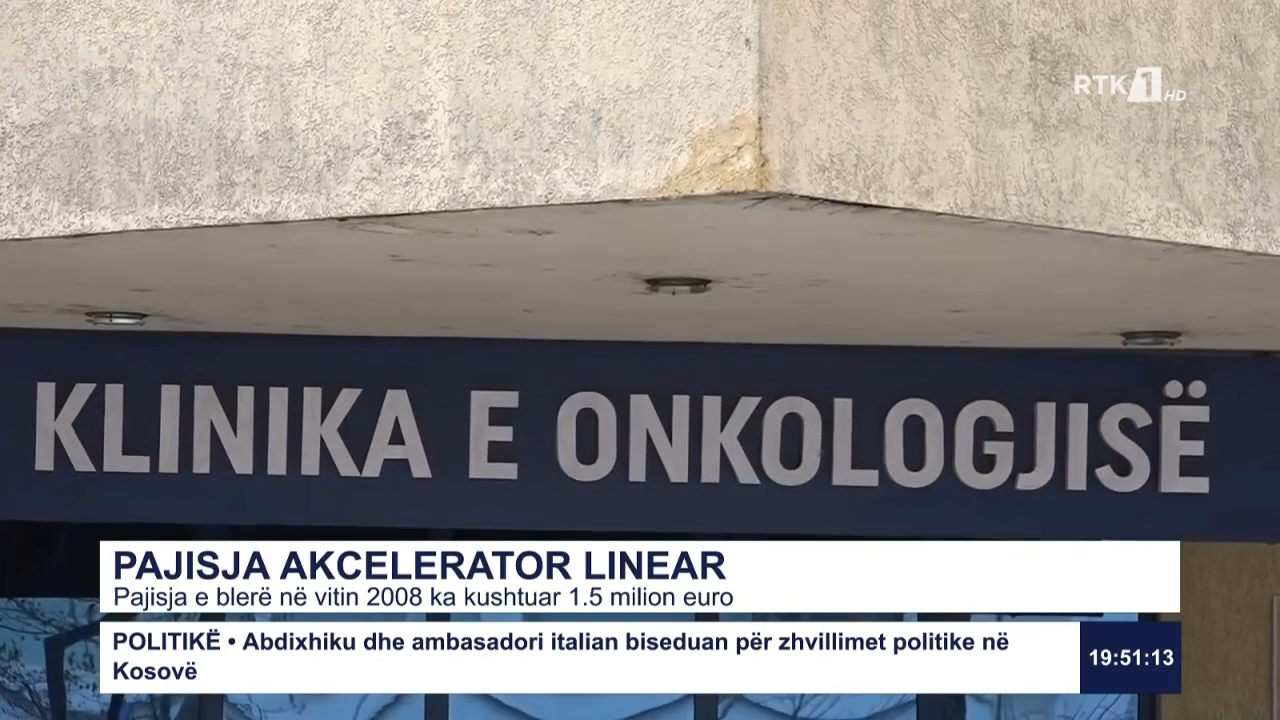 RTK 1 HD
KLINIKA E ONKOLOGJISË
PAJISJA AKCELERATOR LINEAR
Pajisja e blerë në vitin 2008 ka kushtuar 1.5 milion euro
POLITIKË • Abdixhiku dhe ambasadori italian biseduan për zhvillimet politike në
Kosovë
19:51:13